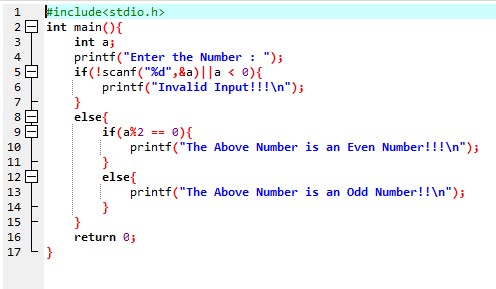 1 #include<stdio.h>
2 int main(){
3 int a;
4 printf("Enter the Number : ");
5 if(!scanf("%d",&a)||a < 0){
6 printf("Invalid Input!!!\n");
7 }
8 else{
9 if(a%2 == 0){
10 printf("The Above Number is an Even Number!!!\n");
11 }
12 else{
13 printf("The Above Number is an Odd Number!!\n");
14 }
15 }
16 return 0;
17 }